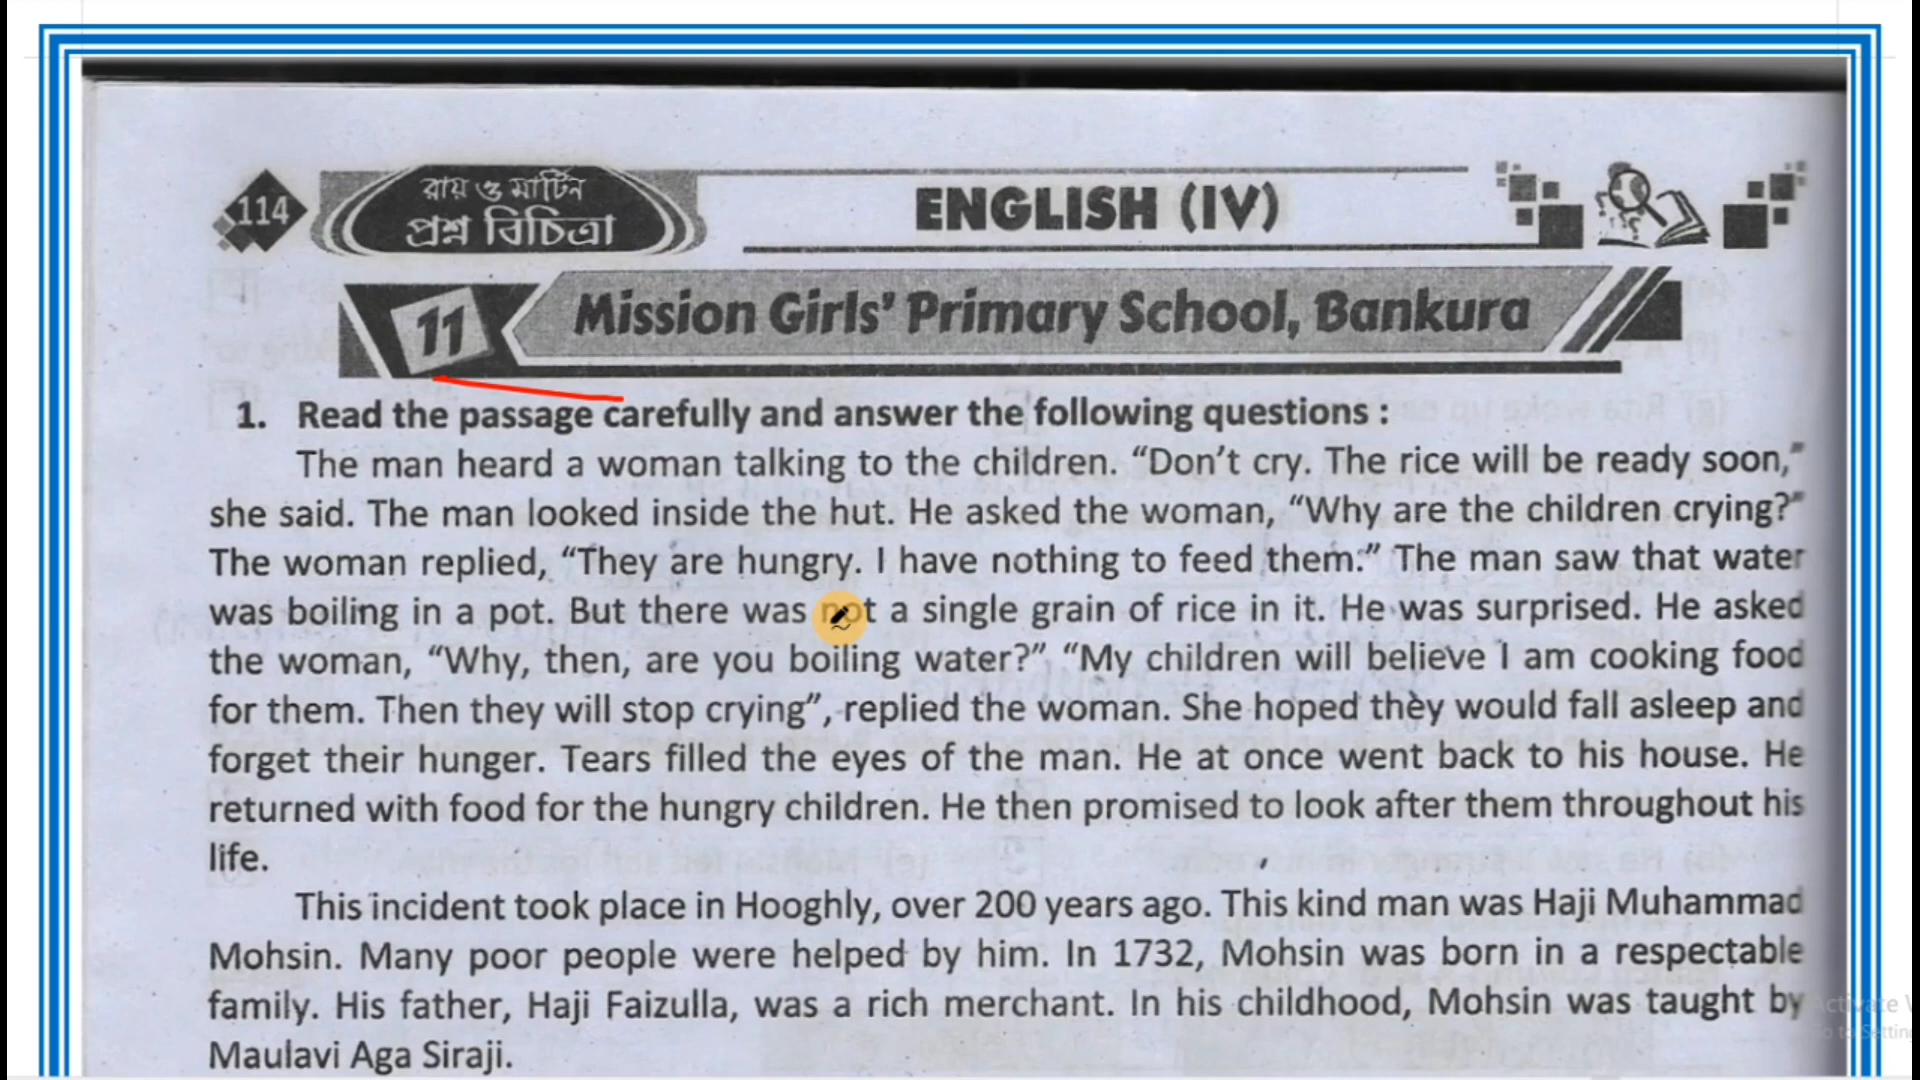 114
রায় ও মার্টিন
প্রশ্ন বিচিত্রা
ENGLISH (IV)
11
Mission Girls' Primary School, Bankura
1. Read the passage carefully and answer the following questions :
The man heard a woman talking to the children. “Don’t cry. The rice will be ready soon,”
she said. The man looked inside the hut. He asked the woman, “Why are the children crying?”
The woman replied, “They are hungry. I have nothing to feed them.” The man saw that water
was boiling in a pot. But there was not a single grain of rice in it. He was surprised. He asked
the woman, “Why, then, are you boiling water?” “My children will believe I am cooking food
for them. Then they will stop crying”, replied the woman. She hoped they would fall asleep and
forget their hunger. Tears filled the eyes of the man. He at once went back to his house. He
returned with food for the hungry children. He then promised to look after them throughout his
life.
This incident took place in Hooghly, over 200 years ago. This kind man was Haji Muhammad
Mohsin. Many poor people were helped by him. In 1732, Mohsin was born in a respectable
family. His father, Haji Faizulla, was a rich merchant. In his childhood, Mohsin was taught by
Maulavi Aga Siraji.
Activate
to Setting